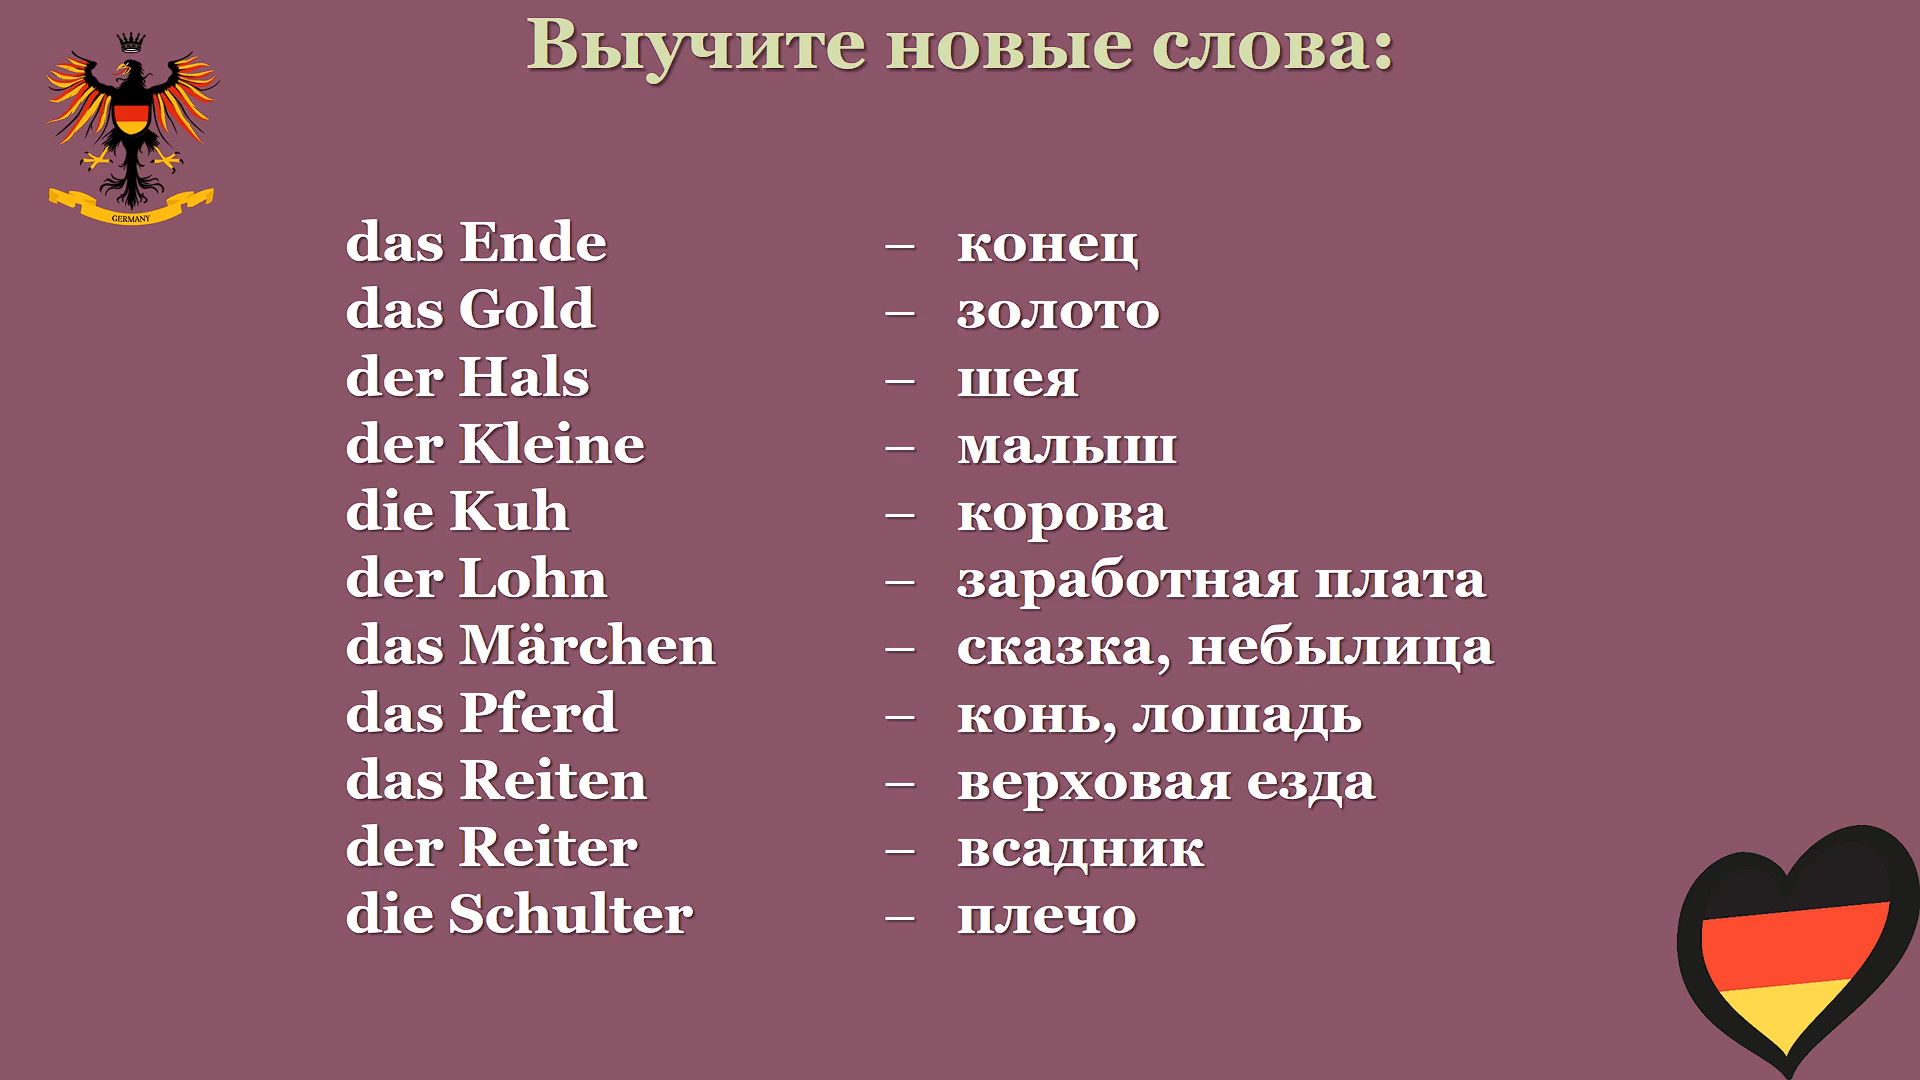 Выучите новые слова:
GERMANY
das Ende – конец
das Gold – золото
der Hals – шея
der Kleine – малыш
die Kuh – корова
der Lohn – заработная плата
das Märchen – сказка, небылица
das Pferd – конь, лошадь
das Reiten – верховая езда
der Reiter – всадник
die Schulter – плечо